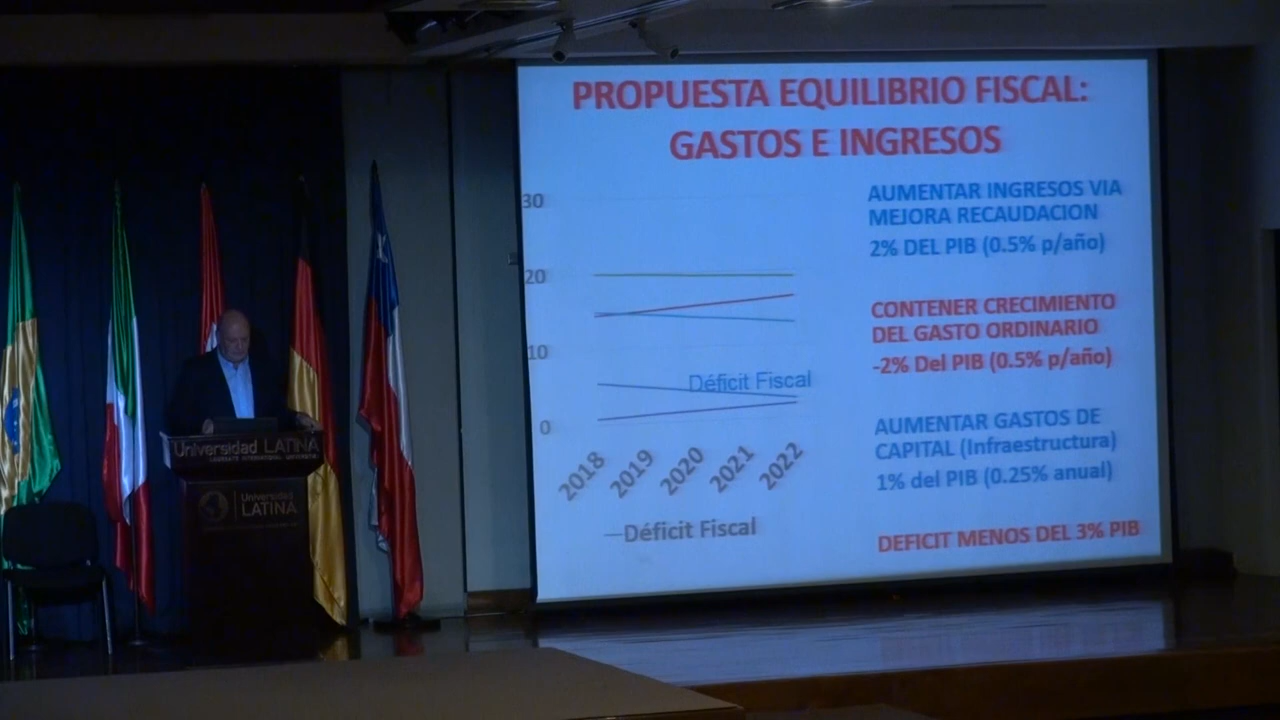 PROPUESTA EQUILIBRIO FISCAL:
GASTOS E INGRESOS
30
20
10
0
Déficit Fiscal
2018
2019
2020
2021
2022
Déficit Fiscal
AUMENTAR INGRESOS VIA
MEJORA RECAUDACION
2% DEL PIB (0.5% p/año)
CONTENER CRECIMIENTO
DEL GASTO ORDINARIO
-2% Del PIB (0.5% p/año)
AUMENTAR GASTOS DE
CAPITAL (Infraestructura)
1% del PIB (0.25% anual)
DEFICIT MENOS DEL 3% PIB
Universidad LATINA
LAUREATE INTERNATIONAL UNIVERSITIES
Universidad
LATINA